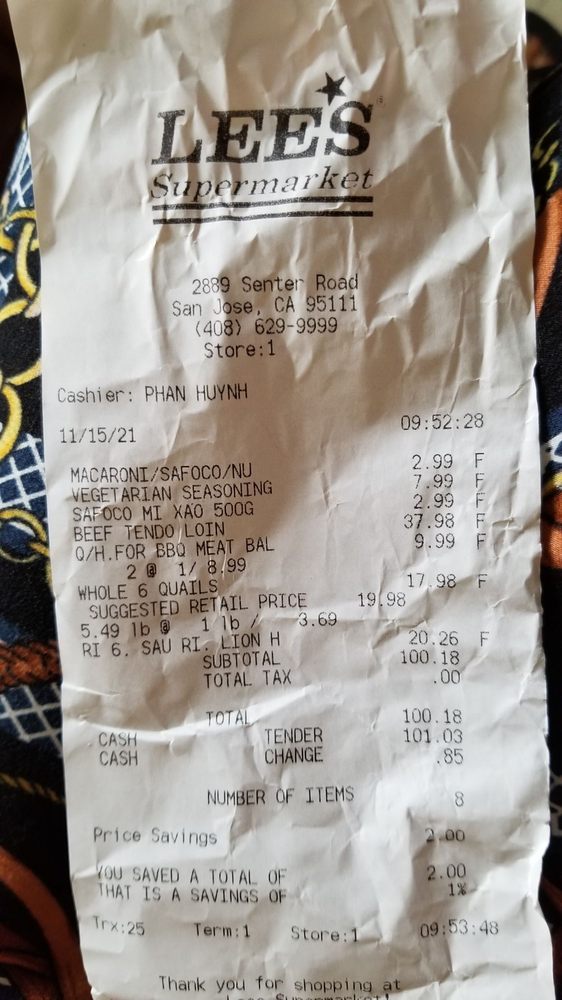 LEE'S
Supermarket
2889 Senter Road
San Jose, CA 95111
(408) 629-9999
Store:1
Cashier: PHAN HUYNH
11/15/21 09:52:28
MACARONI/SAFOCO/NU 2.99 F
VEGETARIAN SEASONING 7.99 F
SAFOCO MI XAO 500G 2.99 F
BEEF TENDO LOIN 37.98 F
O/H.FOR BBQ MEAT BAL 9.99 F
2 @ 1/ 8.99
WHOLE 6 QUAILS 17.98 F
SUGGESTED RETAIL PRICE 19.98
5.49 lb @ 1 lb / 3.69
RI 6. SAU RI. LION H 20.26 F
SUBTOTAL 100.18
TOTAL TAX .00
TOTAL 100.18
CASH TENDER 101.03
CASH CHANGE .85
NUMBER OF ITEMS 8
Price Savings 2.00
YOU SAVED A TOTAL OF 2.00
THAT IS A SAVINGS OF 1%
Trx:25 Term:1 Store:1 09:53:48
Thank you for shopping at
Lees Supermarket!